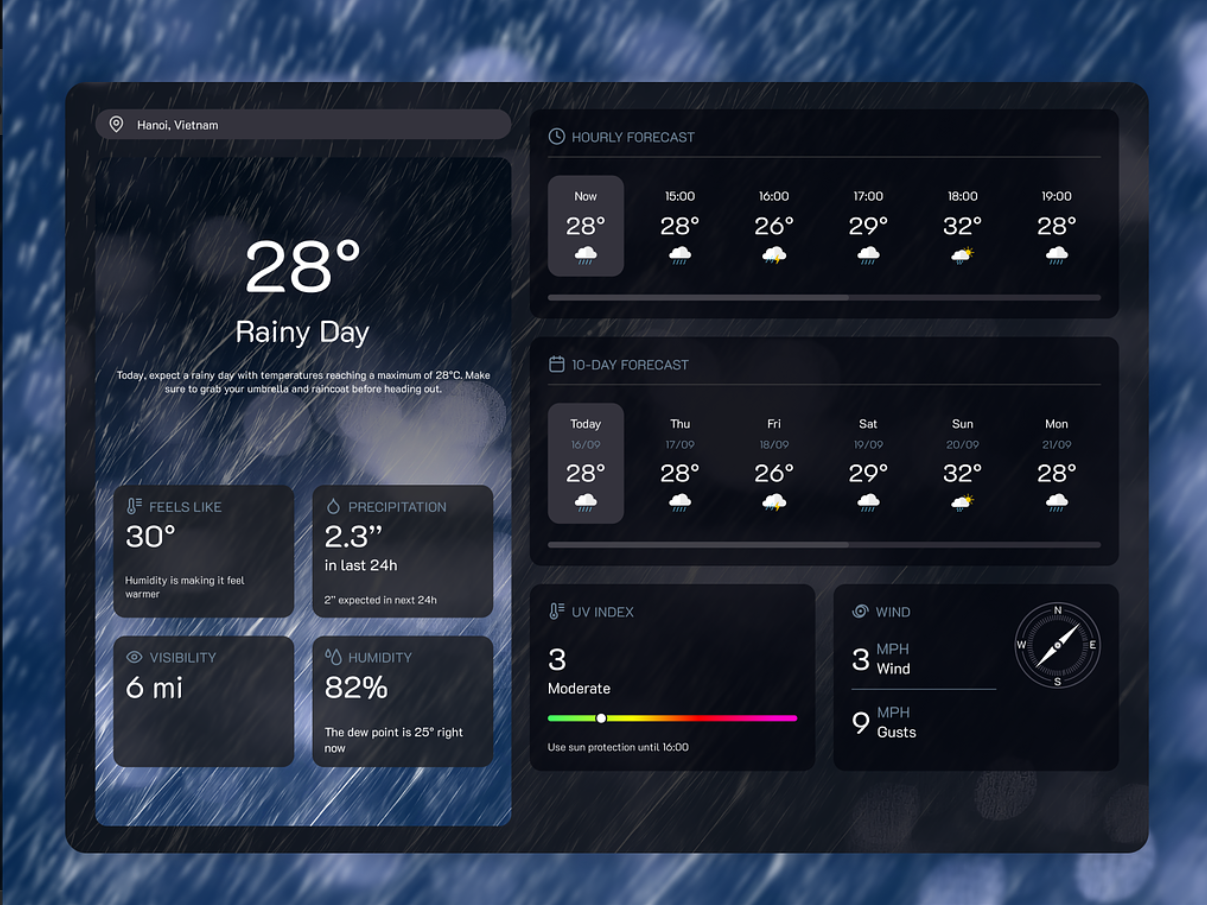 Hanoi, Vietnam
28°
Rainy Day
Today, expect a rainy day with temperatures reaching a maximum of 28°C. Make
sure to grab your umbrella and raincoat before heading out.
FEELS LIKE
30°
Humidity is making it feel
warmer
PRECIPITATION
2.3”
in last 24h
2” expected in next 24h
VISIBILITY
6 mi
HUMIDITY
82%
The dew point is 25° right
now
HOURLY FORECAST
Now 15:00 16:00 17:00 18:00 19:00
28° 28° 26° 29° 32° 28°
10-DAY FORECAST
Today Thu Fri Sat Sun Mon
16/09 17/09 18/09 19/09 20/09 21/09
28° 28° 26° 29° 32° 28°
UV INDEX
3
Moderate
Use sun protection until 16:00
WIND
3 MPH
Wind
9 MPH
Gusts
N
W E
S